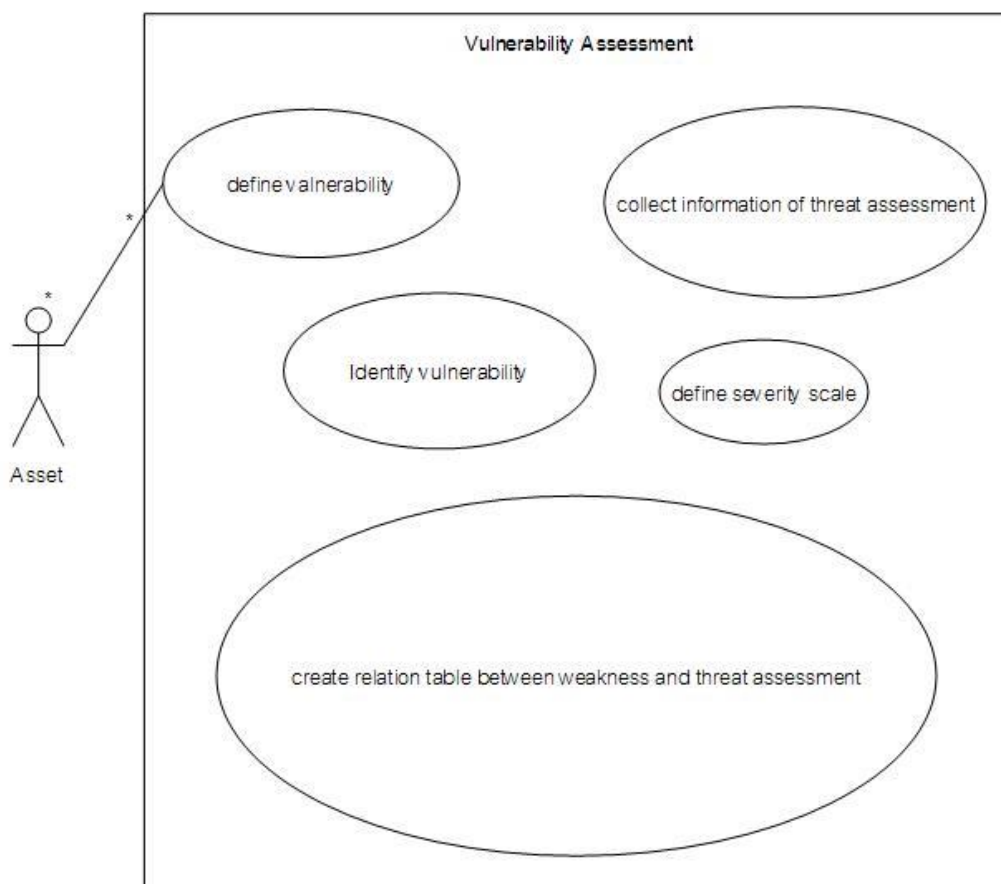 Vulnerability Assessment
define valnerability
collect information of threat assessment
*
*
Identify vulnerability
define severity scale
Asset
create relation table between weakness and threat assessment